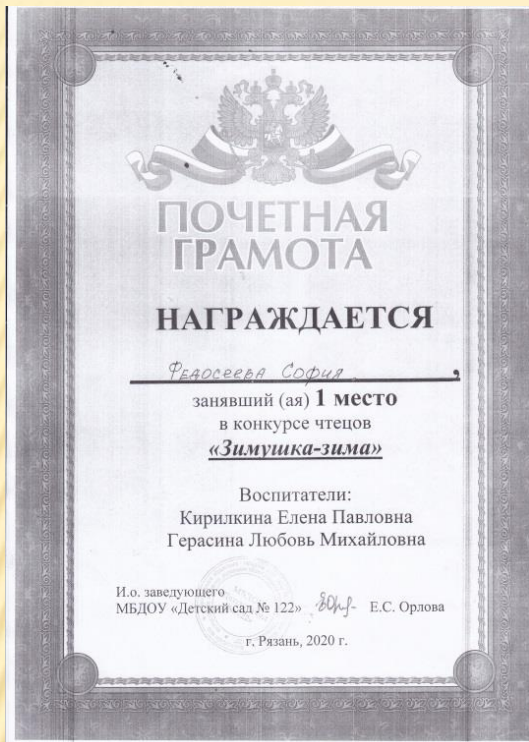 ПОЧЕТНАЯ
ГРАМОТА
НАГРАЖДАЕТСЯ
Федосеева София,
занявший (ая) 1 место
в конкурсе чтецов
«Зимушка-зима»
Воспитатели:
Кирилкина Елена Павловна
Герасина Любовь Михайловна
И.о. заведующего
МБДОУ «Детский сад № 122» Е.С. Орлова
г. Рязань, 2020 г.